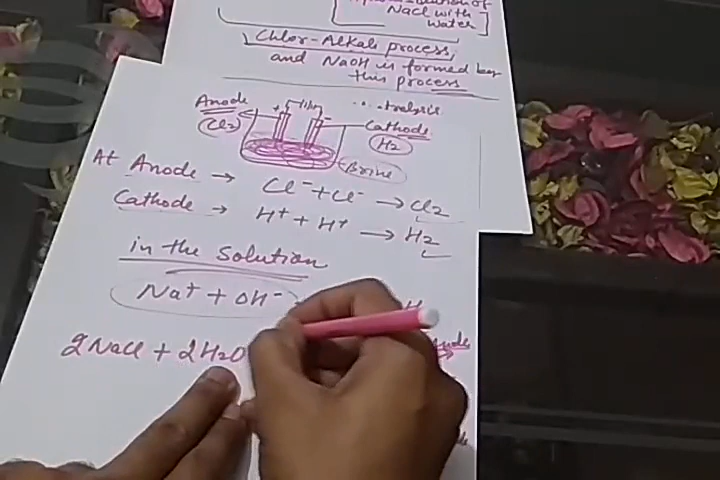 NaCl with
water
Chlor-Alkali process,
and NaOH is formed by
this process
Anode
Cl2
+
-
Cathode
H2
Brine
At Anode → Cl⁻ + Cl⁻ → Cl2
Cathode → H⁺ + H⁺ → H2
in the solution
Na⁺ + OH⁻
2NaCl + 2H2O